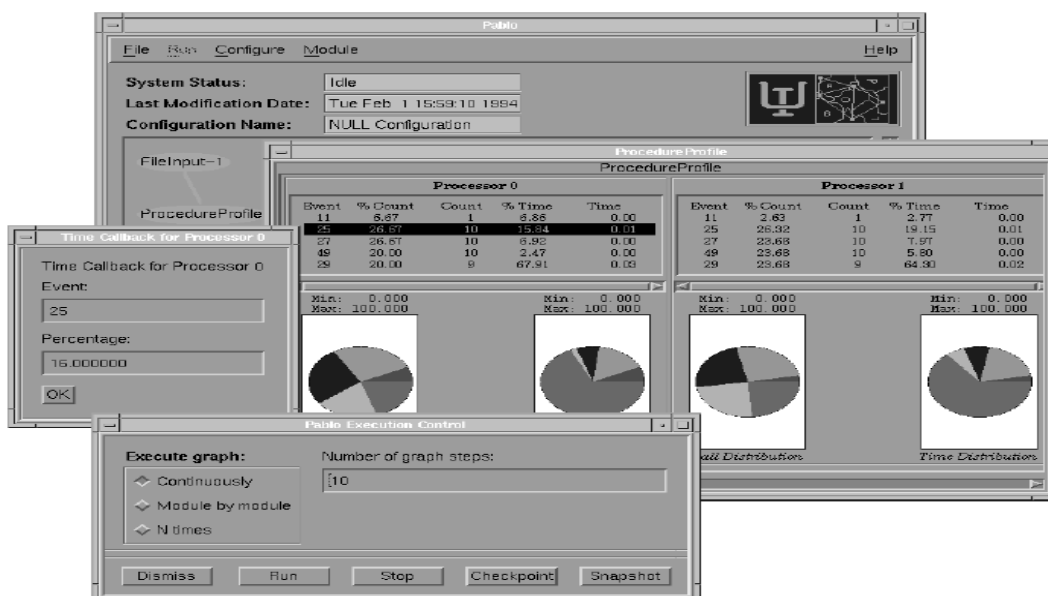 Pablo
File Run Configure Module Help
System Status: Idle
Last Modification Date: Tue Feb 1 15:59:10 1994
Configuration Name: NULL Configuration
FileInput-1
ProcedureProfile
ProcedureProfile
ProcedureProfile
Processor 0
Event % Count Count % Time Time
11 6.67 1 6.86 0.00
25 26.67 10 15.84 0.01
27 26.67 10 6.92 0.00
49 20.00 10 2.47 0.00
29 20.00 9 67.91 0.03
Min: 0.000 Min: 0.000
Max: 100.000 Max: 100.000
Processor 1
Event % Count Count % Time Time
11 2.63 1 2.77 0.00
25 26.32 10 19.15 0.01
27 23.68 10 7.97 0.00
49 23.68 10 5.80 0.00
29 23.68 9 64.30 0.02
Min: 0.000 Min: 0.000
Max: 100.000 Max: 100.000
all Distribution Time Distribution
Time Callback for Processor 0
Time Callback for Processor 0
Event:
25
Percentage:
OK
Pablo Execution Control
Execute graph:
Continuously
Module by module
N times
Number of graph steps:
10
Dismiss Run Stop Checkpoint Snapshot